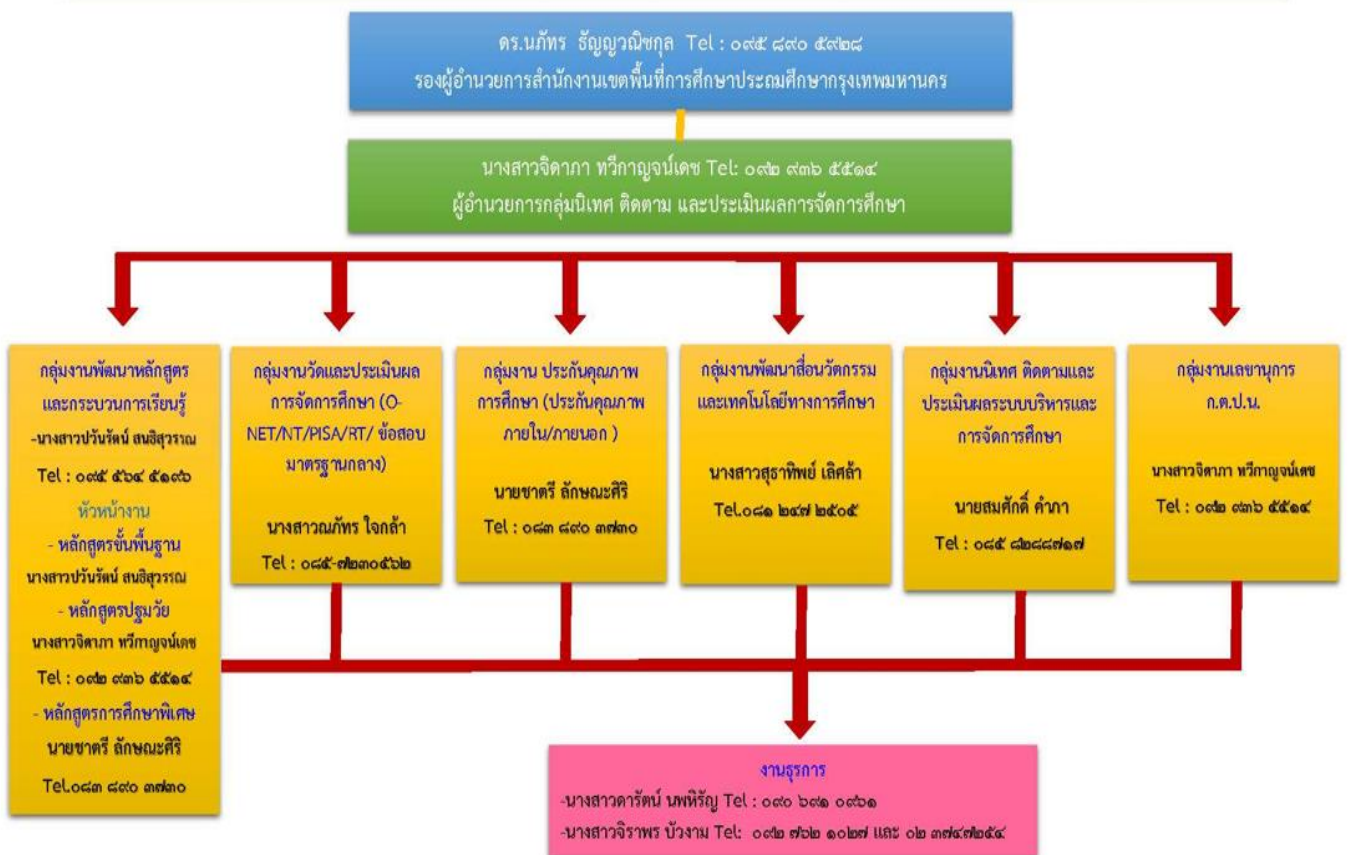 ดร.นภัทร ธัญญวณิชกุล Tel : ๐๙๕ ๘๙๐ ๕๙๒๘
รองผู้อำนวยการสำนักงานเขตพื้นที่การศึกษาประถมศึกษากรุงเทพมหานคร
นางสาวจิดาภา ทวีกาญจน์เดช Tel: ๐๙๒ ๙๓๖ ๕๕๑๔
ผู้อำนวยการกลุ่มนิเทศ ติดตาม และประเมินผลการจัดการศึกษา
กลุ่มงานพัฒนาหลักสูตร
และกระบวนการเรียนรู้
-นางสาวปวันรัตน์ สนธิสุวรรณ
Tel : ๐๙๕ ๕๖๔ ๕๑๙๖
หัวหน้างาน
- หลักสูตรขั้นพื้นฐาน
นางสาวปวันรัตน์ สนธิสุวรรณ
- หลักสูตรปฐมวัย
นางสาวจิดาภา ทวีกาญจน์เดช
Tel : ๐๙๒ ๙๓๖ ๕๕๑๔
- หลักสูตรการศึกษาพิเศษ
นายชาตรี ลักษณะศิริ
Tel.๐๘๓ ๘๙๐ ๓๗๓๐
กลุ่มงานวัดและประเมินผล
การจัดการศึกษา (O-
NET/NT/PISA/RT/ ข้อสอบ
มาตรฐานกลาง)
นางสาวณภัทร ใจกล้า
Tel : ๐๘๕-๗๒๓๐๕๖๒
กลุ่มงาน ประกันคุณภาพ
การศึกษา (ประกันคุณภาพ
ภายใน/ภายนอก )
นายชาตรี ลักษณะศิริ
Tel : ๐๘๓ ๘๙๐ ๓๗๓๐
กลุ่มงานพัฒนาสื่อนวัตกรรม
และเทคโนโลยีทางการศึกษา
นางสาวสุธาทิพย์ เลิศล้ำ
Tel.๐๘๑ ๒๔๗ ๒๕๐๕
กลุ่มงานนิเทศ ติดตามและ
ประเมินผลระบบบริหารและ
การจัดการศึกษา
นายสมศักดิ์ คำภา
Tel : ๐๘๕ ๘๒๘๘๗๑๗
กลุ่มงานเลขานุการ
ก.ต.ป.น.
นางสาวจิดาภา ทวีกาญจน์เดช
Tel : ๐๙๒ ๙๓๖ ๕๕๑๔
งานธุรการ
-นางสาวดารัตน์ นพหิรัญ Tel : ๐๙๐ ๖๙๑ ๐๙๖๑
-นางสาวจิราพร บัวงาม Tel: ๐๙๒ ๗๖๒ ๑๐๒๗ และ ๐๒ ๓๗๔๗๒๕๔